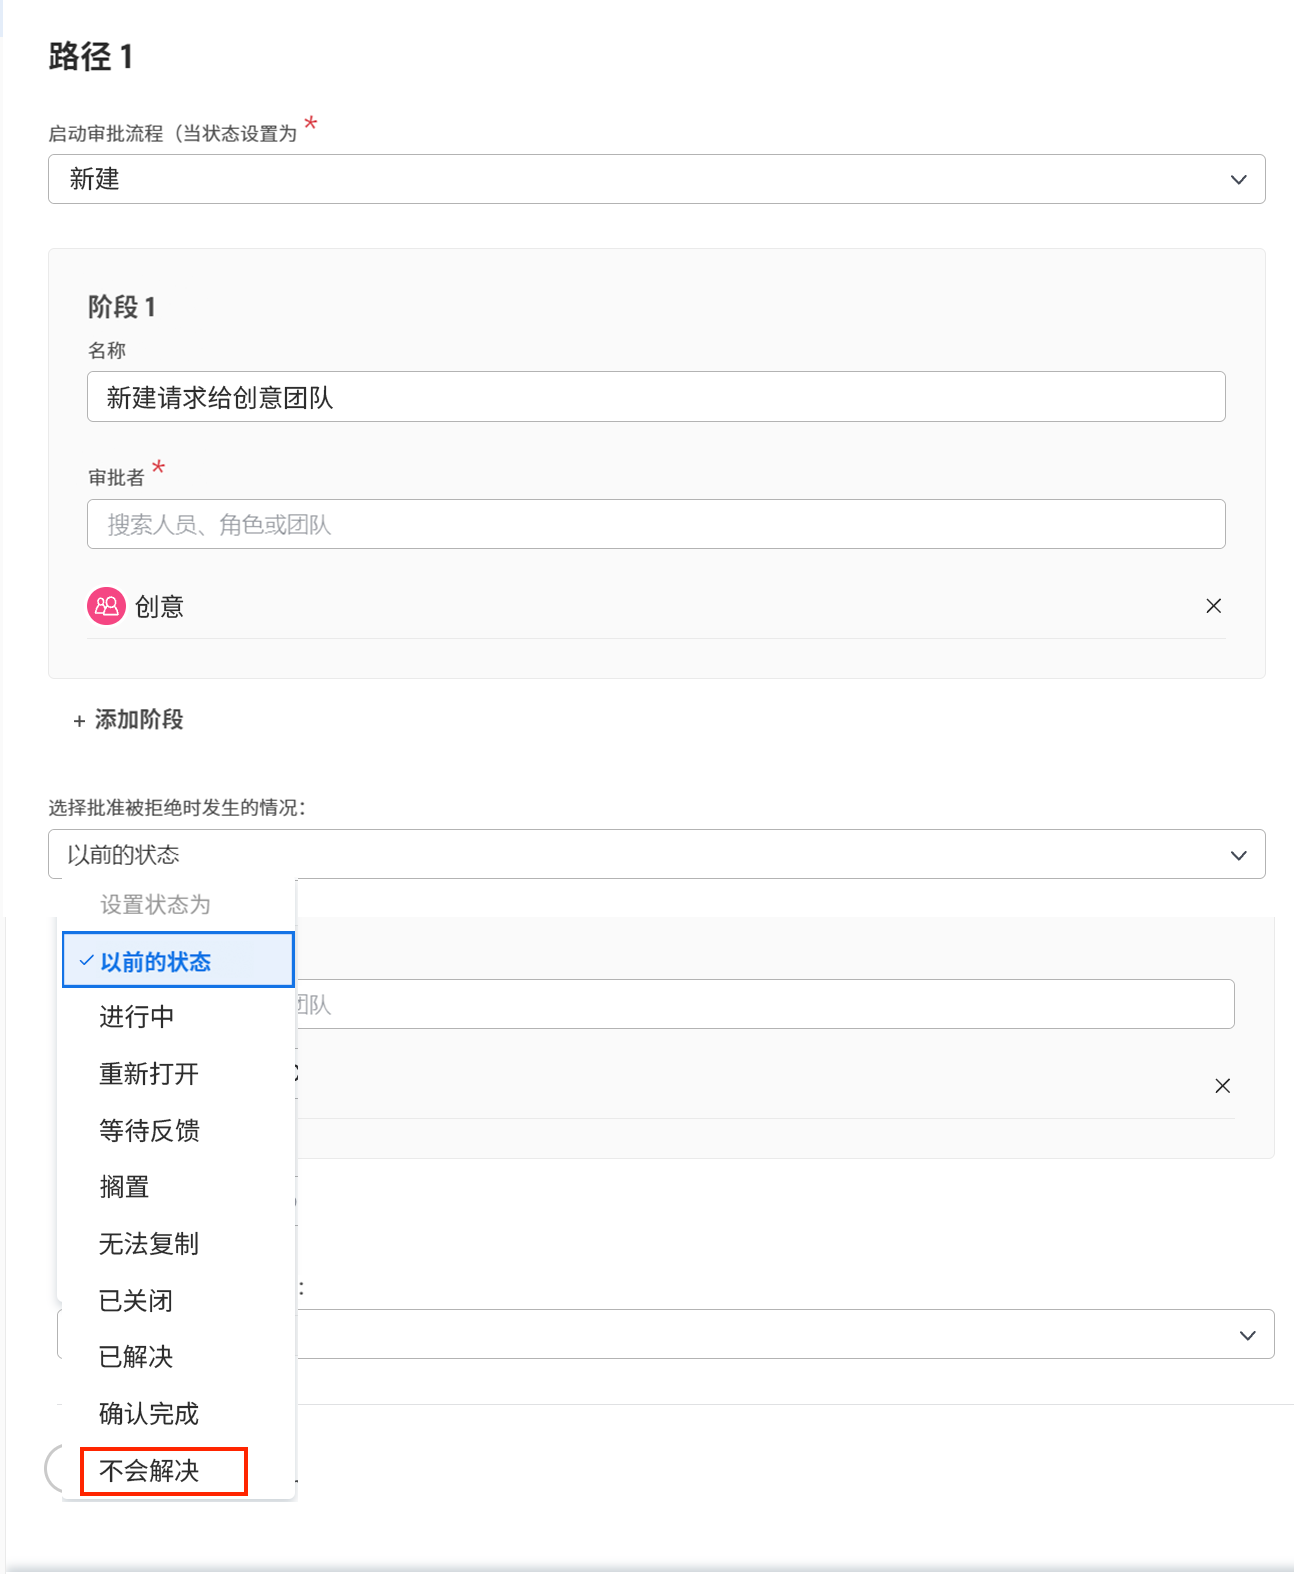 路径 1
启动审批流程（当状态设置为 *
新建
阶段 1
名称
新建请求给创意团队
审批者 *
搜索人员、角色或团队
创意
+ 添加阶段
选择批准被拒绝时发生的情况：
以前的状态
设置状态为
以前的状态
团队
进行中
重新打开
等待反馈
搁置
无法复制
：
已关闭
已解决
确认完成
不会解决